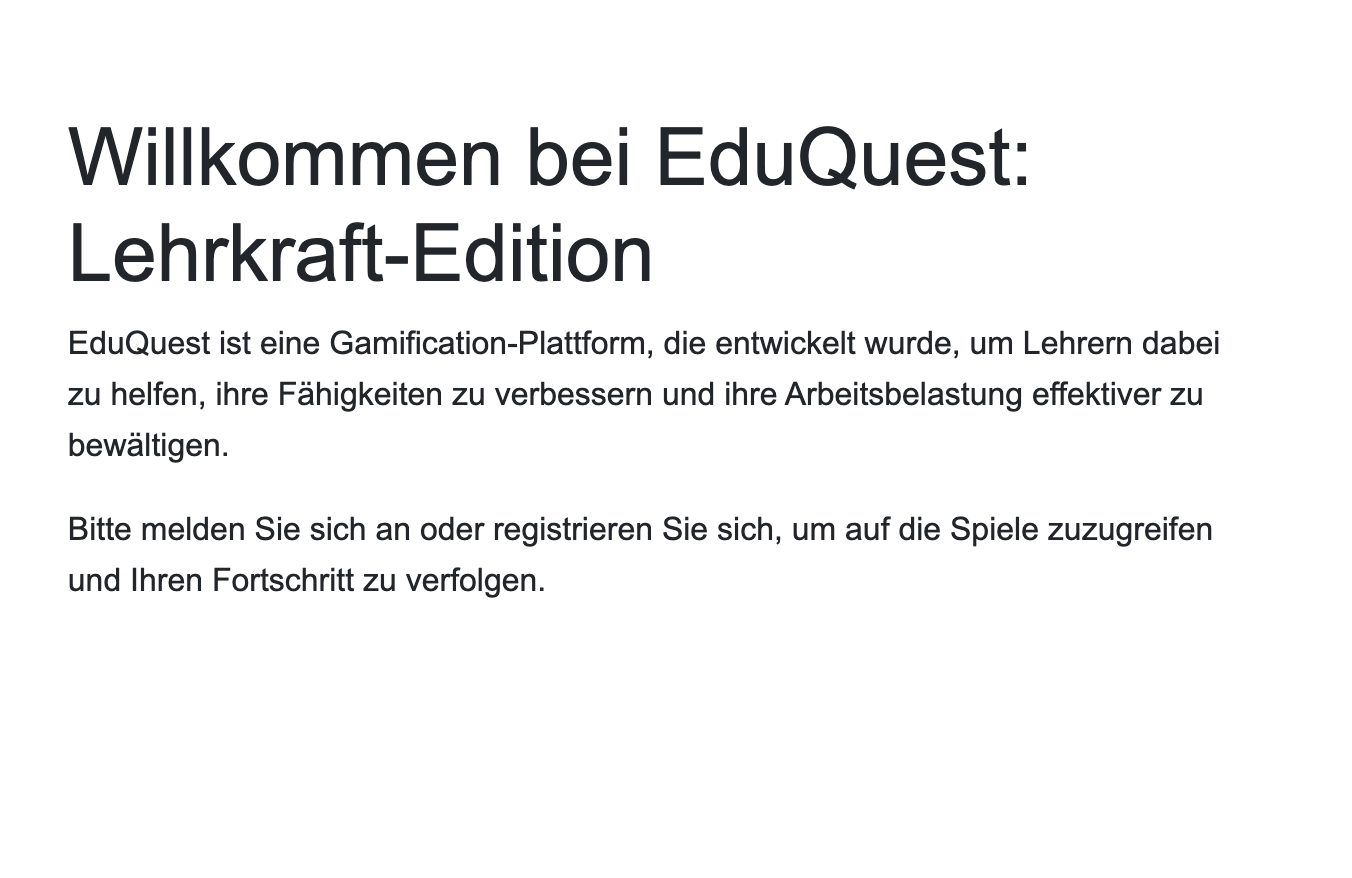 Willkommen bei EduQuest:
Lehrkraft-Edition
EduQuest ist eine Gamification-Plattform, die entwickelt wurde, um Lehrern dabei
zu helfen, ihre Fähigkeiten zu verbessern und ihre Arbeitsbelastung effektiver zu
bewältigen.
Bitte melden Sie sich an oder registrieren Sie sich, um auf die Spiele zuzugreifen
und Ihren Fortschritt zu verfolgen.